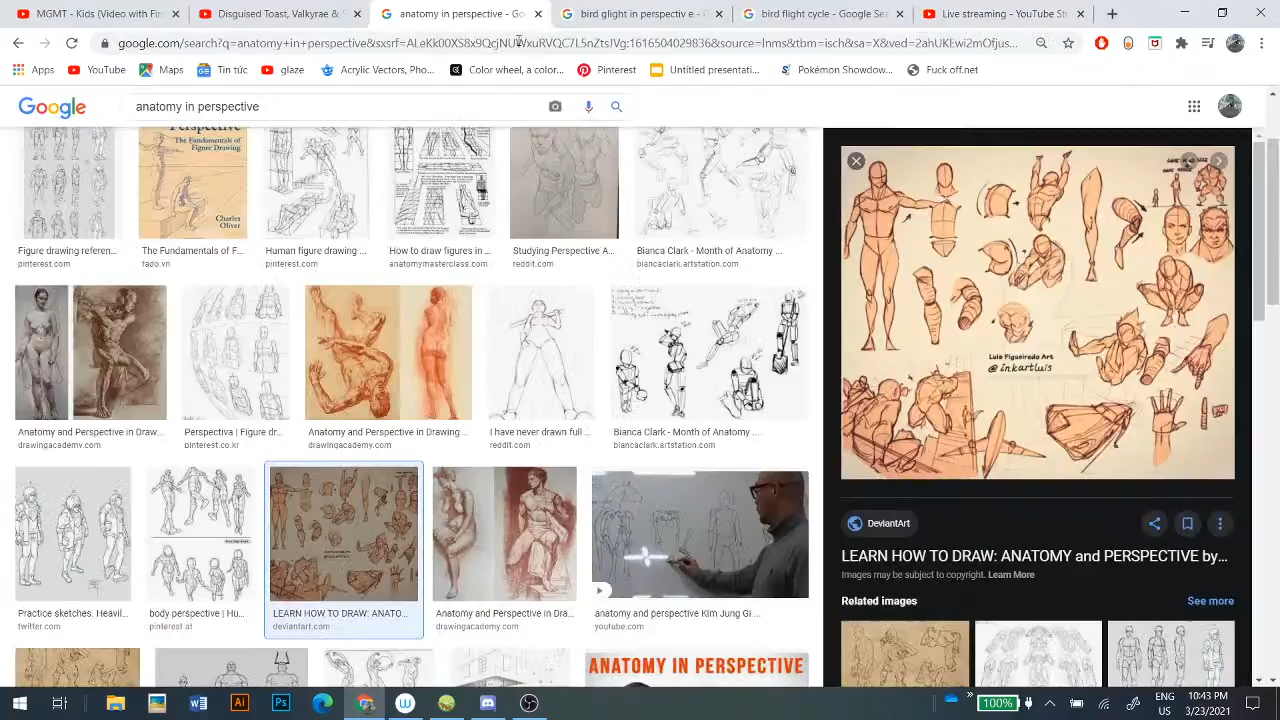 MGMT - Kids (Video with Fir
Disguised Toast, Valyrae &
anatomy in perspective - Go
bird glight in perspective - G
bird flight cycle - Google Sea
Live streaming - YouTube St
google.com/search?q=anatomy+in+perspective&sxsrf=
Apps
YouTube
Maps
Tin tức
glaze
Acrylic Vectors, Pho...
Color wheel, a color...
Pinterest
Untitled presentati...
Pokémon Showdow...
Fuck off.net
Google
anatomy in perspective
Perspective
The Fundamentals of
Figure Drawing
Charles
Oliver
Figure drawing referen...
pinterest.com
The Fundamentals of F...
fado.vn
Human figure drawing ...
pinterest.com
How to draw figures in ...
anatomymasterclass.com
Studying Perspective A...
reddit.com
Bianca Clark - Month of Anatomy ...
biancaclark.artstation.com
Anatomy and Perspective in Draw...
drawingacademy.com
Perspectiva | Figure dr...
pinterest.co.kr
Anatomy and Perspective in Drawing ...
drawingacademy.com
I have never drawn full ...
reddit.com
Bianca Clark - Month of Anatomy ...
biancaclark.artstation.com
Practice sketches. Heavil...
twitter.com
body perspective | Hu...
pinterest.at
LEARN HOW TO DRAW: ANATO...
deviantart.com
Anatomy and Perspective in Dra...
drawingacademy.com
anatomy and perspective Kim Jung Gi ...
youtube.com
ANATOMY IN PERSPECTIVE
Luis Figueiredo Art
@inkartluis
DeviantArt
LEARN HOW TO DRAW: ANATOMY and PERSPECTIVE by...
Images may be subject to copyright. Learn More
Related images
See more
100%
ENG
US
10:43 PM
3/23/2021